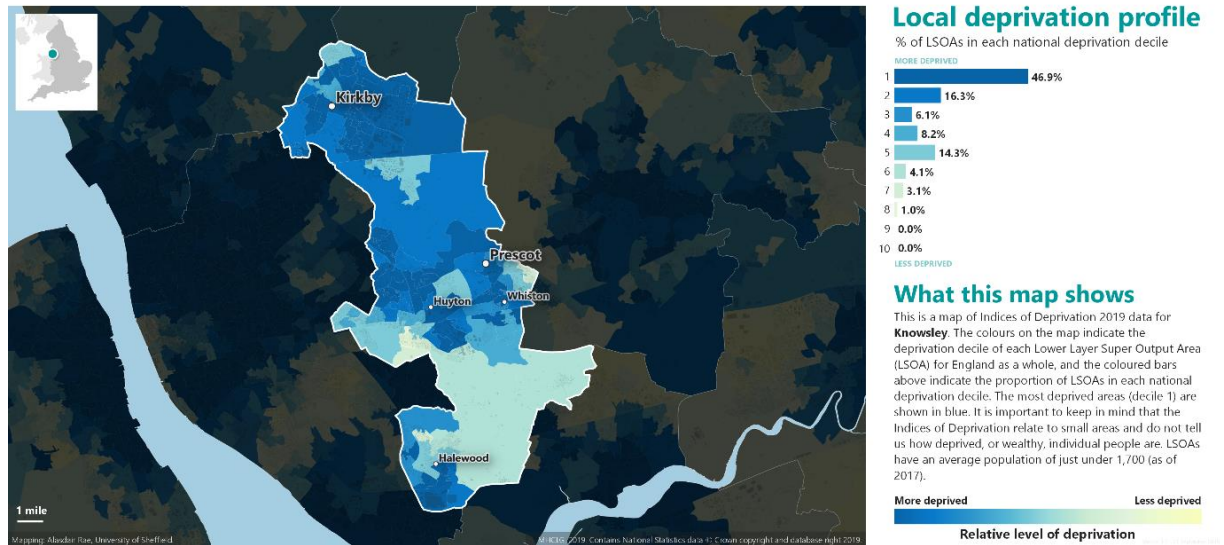 Kirkby
Prescot
Huyton
Whiston
Halewood
1 mile
Mapping: Alasdair Rae, University of Sheffield
MHCLG, 2019. Contains National Statistics data © Crown copyright and database right 2019
Local deprivation profile
% of LSOAs in each national deprivation decile
MORE DEPRIVED
1 46.9%
2 16.3%
3 6.1%
4 8.2%
5 14.3%
6 4.1%
7 3.1%
8 1.0%
9 0.0%
10 0.0%
LESS DEPRIVED
What this map shows
This is a map of Indices of Deprivation 2019 data for
Knowsley. The colours on the map indicate the
deprivation decile of each Lower Layer Super Output Area
(LSOA) for England as a whole, and the coloured bars
above indicate the proportion of LSOAs in each national
deprivation decile. The most deprived areas (decile 1) are
shown in blue. It is important to keep in mind that the
Indices of Deprivation relate to small areas and do not tell
us how deprived, or wealthy, individual people are. LSOAs
have an average population of just under 1,700 (as of
2017).
More deprived Less deprived
Relative level of deprivation